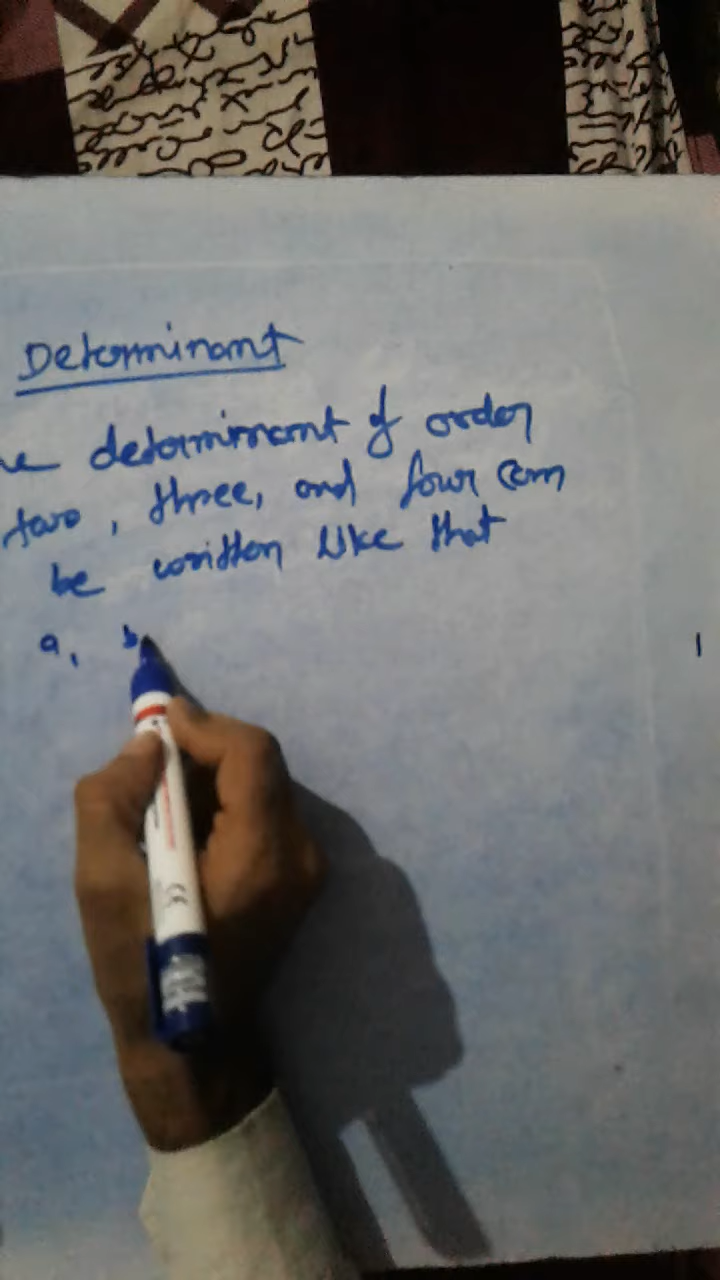 Determinant
determinant of order
two, three, and four can
be written like that
a, b